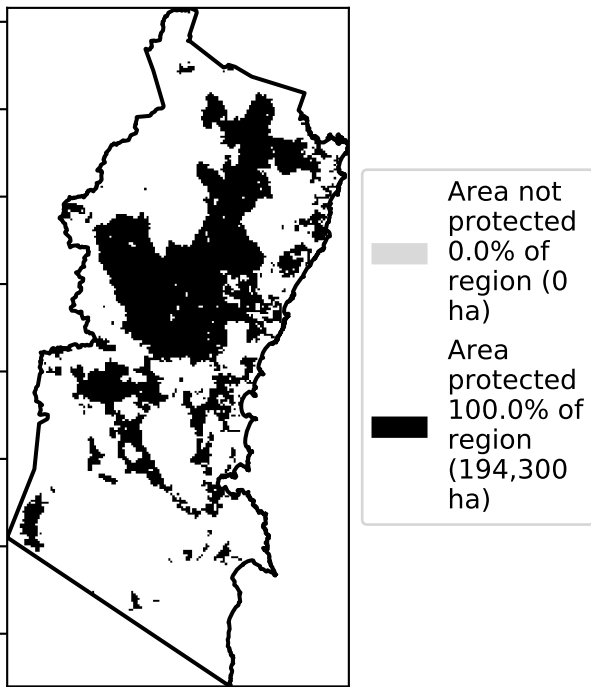 Area not
protected
0.0% of
region (0
ha)
Area
protected
100.0% of
region
(194,300
ha)